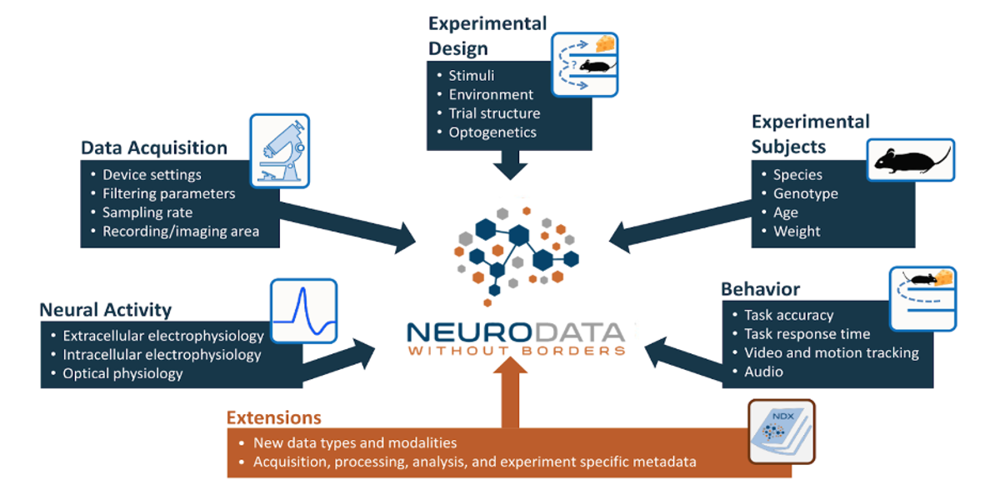 Experimental
Design
• Stimuli
• Environment
• Trial structure
• Optogenetics
?
Data Acquisition
• Device settings
• Filtering parameters
• Sampling rate
• Recording/imaging area
Experimental
Subjects
• Species
• Genotype
• Age
• Weight
Neural Activity
• Extracellular electrophysiology
• Intracellular electrophysiology
• Optical physiology
Behavior
• Task accuracy
• Task response time
• Video and motion tracking
• Audio
NEURODATA
WITHOUT BORDERS
Extensions
• New data types and modalities
• Acquisition, processing, analysis, and experiment specific metadata
NDX